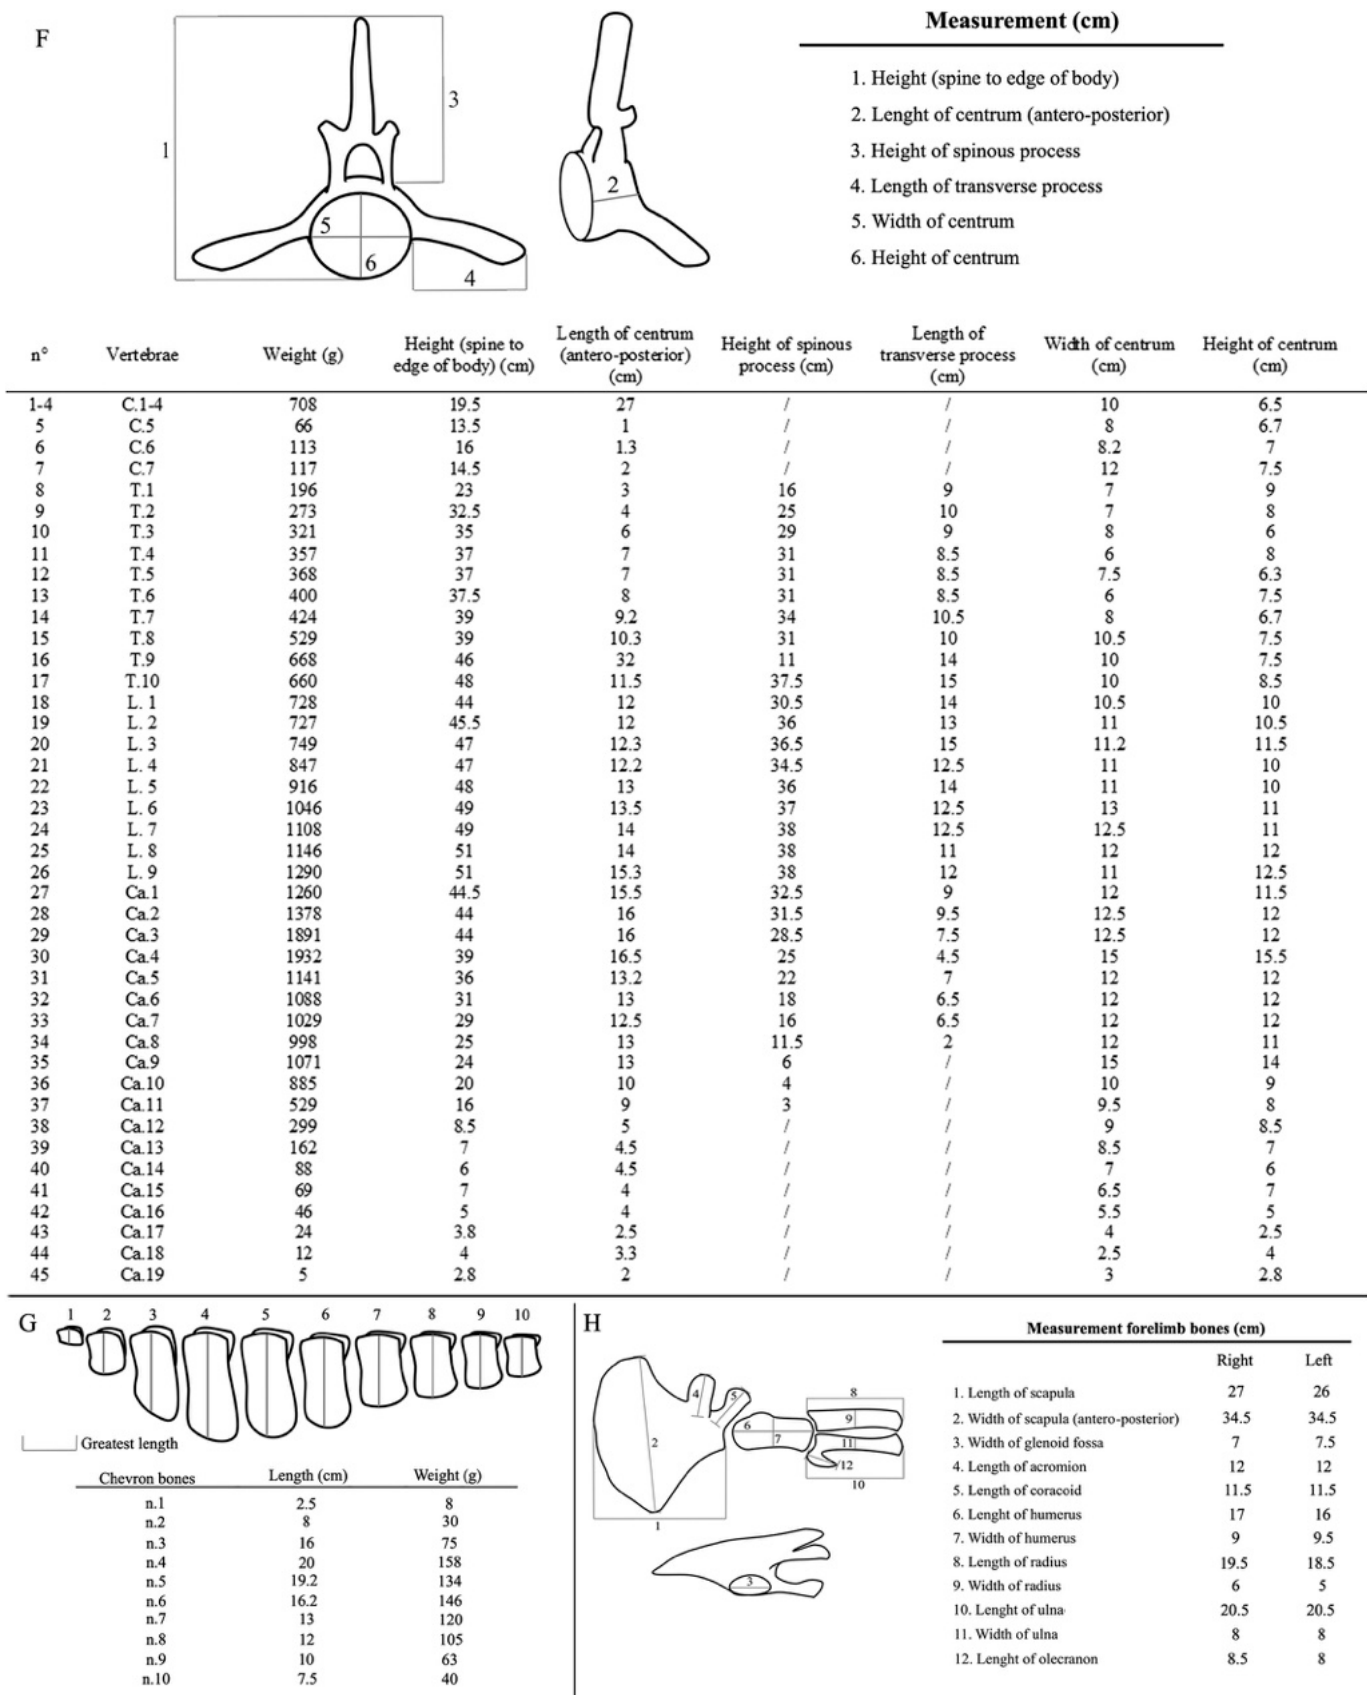 F
Measurement (cm)
1. Height (spine to edge of body)
2. Lenght of centrum (antero-posterior)
3. Height of spinous process
4. Length of transverse process
5. Width of centrum
6. Height of centrum
1
3
2
5
6
4
n° Vertebrae Weight (g) Height (spine to edge of body) (cm) Length of centrum (antero-posterior) (cm) Height of spinous process (cm) Length of transverse process (cm) Width of centrum (cm) Height of centrum (cm)
1-4 C.1-4 708 19.5 27 / / 10 6.5
5 C.5 66 13.5 1 / / 8 6.7
6 C.6 113 16 1.3 / / 8.2 7
7 C.7 117 14.5 2 / / 12 7.5
8 T.1 196 23 3 16 9 7 9
9 T.2 273 32.5 4 25 10 7 8
10 T.3 321 35 6 29 9 8 6
11 T.4 357 37 7 31 8.5 6 8
12 T.5 368 37 7 31 8.5 7.5 6.3
13 T.6 400 37.5 8 31 8.5 6 7.5
14 T.7 424 39 9.2 34 10.5 8 6.7
15 T.8 529 39 10.3 31 10 10.5 7.5
16 T.9 668 46 32 11 14 10 7.5
17 T.10 660 48 11.5 37.5 15 10 8.5
18 L. 1 728 44 12 30.5 14 10.5 10
19 L. 2 727 45.5 12 36 13 11 10.5
20 L. 3 749 47 12.3 36.5 15 11.2 11.5
21 L. 4 847 47 12.2 34.5 12.5 11 10
22 L. 5 916 48 13 36 14 11 10
23 L. 6 1046 49 13.5 37 12.5 13 11
24 L. 7 1108 49 14 38 12.5 12.5 11
25 L. 8 1146 51 14 38 11 12 12
26 L. 9 1290 51 15.3 38 12 11 12.5
27 Ca.1 1260 44.5 15.5 32.5 9 12 11.5
28 Ca.2 1378 44 16 31.5 9.5 12.5 12
29 Ca.3 1891 44 16 28.5 7.5 12.5 12
30 Ca.4 1932 39 16.5 25 4.5 15 15.5
31 Ca.5 1141 36 13.2 22 7 12 12
32 Ca.6 1088 31 13 18 6.5 12 12
33 Ca.7 1029 29 12.5 16 6.5 12 12
34 Ca.8 998 25 13 11.5 2 12 11
35 Ca.9 1071 24 13 6 / 15 14
36 Ca.10 885 20 10 4 / 10 9
37 Ca.11 529 16 9 3 / 9.5 8
38 Ca.12 299 8.5 5 / / 9 8.5
39 Ca.13 162 7 4.5 / / 8.5 7
40 Ca.14 88 6 4.5 / / 7 6
41 Ca.15 69 7 4 / / 6.5 7
42 Ca.16 46 5 4 / / 5.5 5
43 Ca.17 24 3.8 2.5 / / 4 2.5
44 Ca.18 12 4 3.3 / / 2.5 4
45 Ca.19 5 2.8 2 / / 3 2.8
G
1 2 3 4 5 6 7 8 9 10
Greatest length
Chevron bones Length (cm) Weight (g)
n.1 2.5 8
n.2 8 30
n.3 16 75
n.4 20 158
n.5 19.2 134
n.6 16.2 146
n.7 13 120
n.8 12 105
n.9 10 63
n.10 7.5 40
H
4
5
8
9
6
7
2
11
12
10
1
3
Measurement forelimb bones (cm)
Right Left
1. Length of scapula 27 26
2. Width of scapula (antero-posterior) 34.5 34.5
3. Width of glenoid fossa 7 7.5
4. Length of acromion 12 12
5. Length of coracoid 11.5 11.5
6. Lenght of humerus 17 16
7. Width of humerus 9 9.5
8. Length of radius 19.5 18.5
9. Width of radius 6 5
10. Lenght of ulna 20.5 20.5
11. Width of ulna 8 8
12. Lenght of olecranon 8.5 8